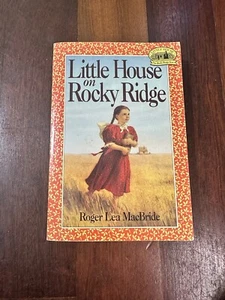 Little House
on
Rocky Ridge
Roger Lea MacBride